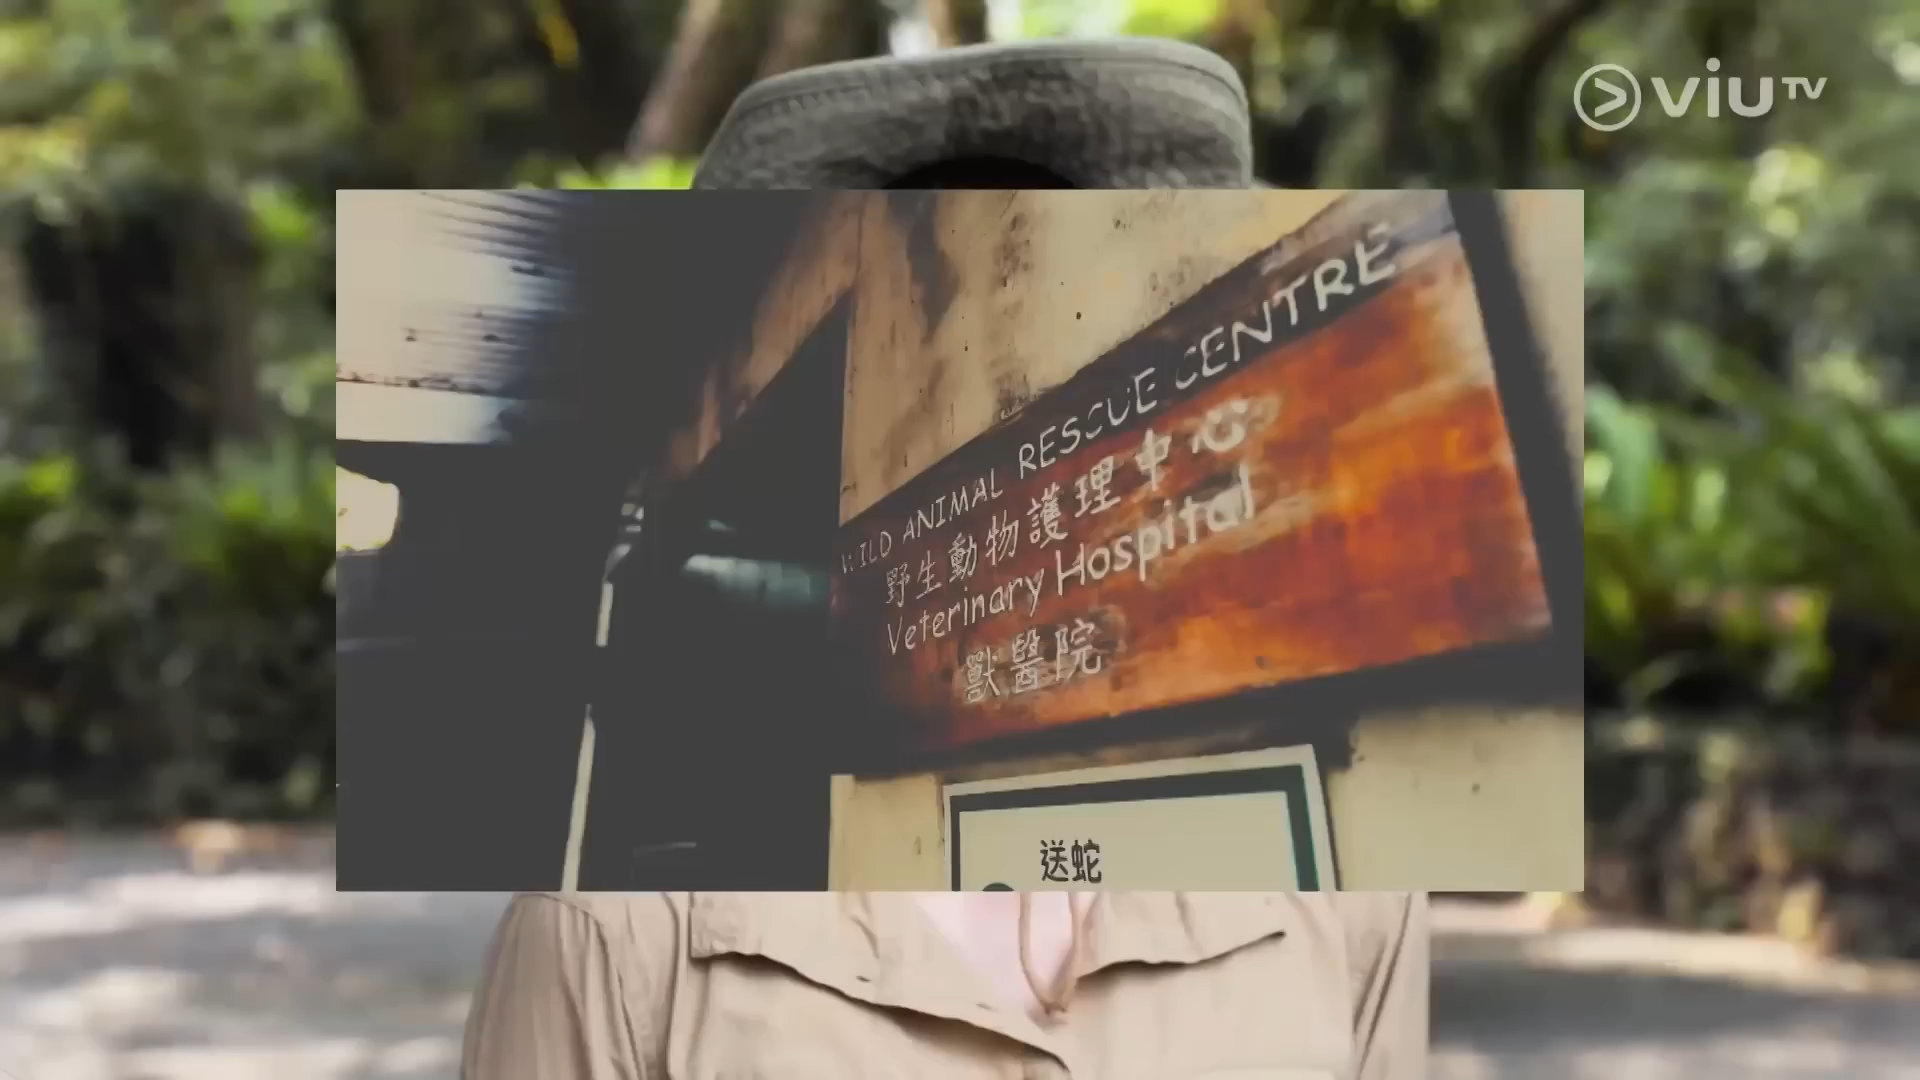 viu TV
WILD ANIMAL RESCUE CENTRE
野生動物護理中心
Veterinary Hospital
獸醫院
送蛇